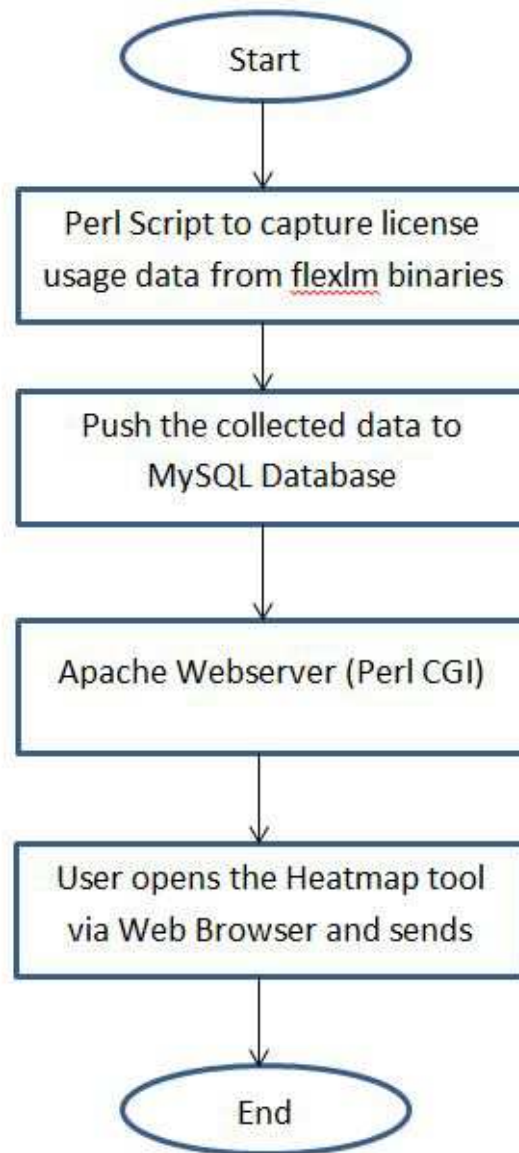 Start
Perl Script to capture license
usage data from flexlm binaries
Push the collected data to
MySQL Database
Apache Webserver (Perl CGI)
User opens the Heatmap tool
via Web Browser and sends
End